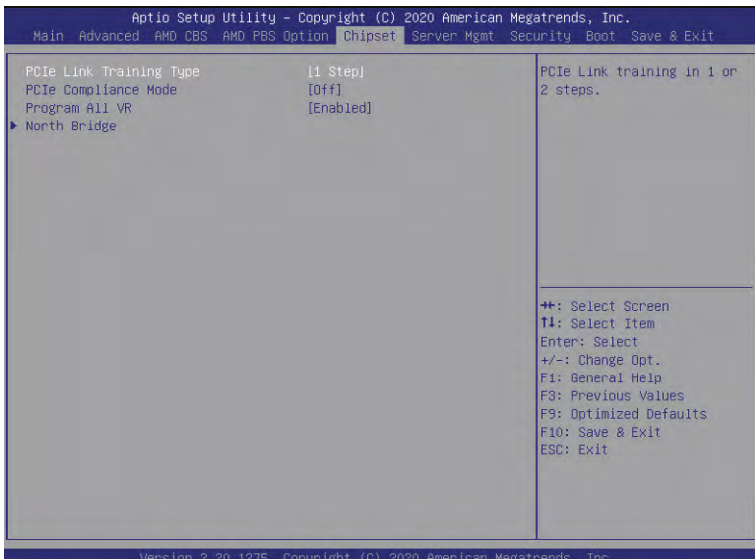 Aptio Setup Utility – Copyright (C) 2020 American Megatrends, Inc.
Main Advanced AMD CBS AMD PBS Option Chipset Server Mgmt Security Boot Save & Exit
PCIe Link Training Type [1 Step]
PCIe Compliance Mode [Off]
Program All VR [Enabled]
North Bridge
PCIe Link training in 1 or
2 steps.
→←: Select Screen
↑↓: Select Item
Enter: Select
+/-: Change Opt.
F1: General Help
F3: Previous Values
F9: Optimized Defaults
F10: Save & Exit
ESC: Exit
Version 2.20.1275. Copyright (C) 2020 American Megatrends, Inc.